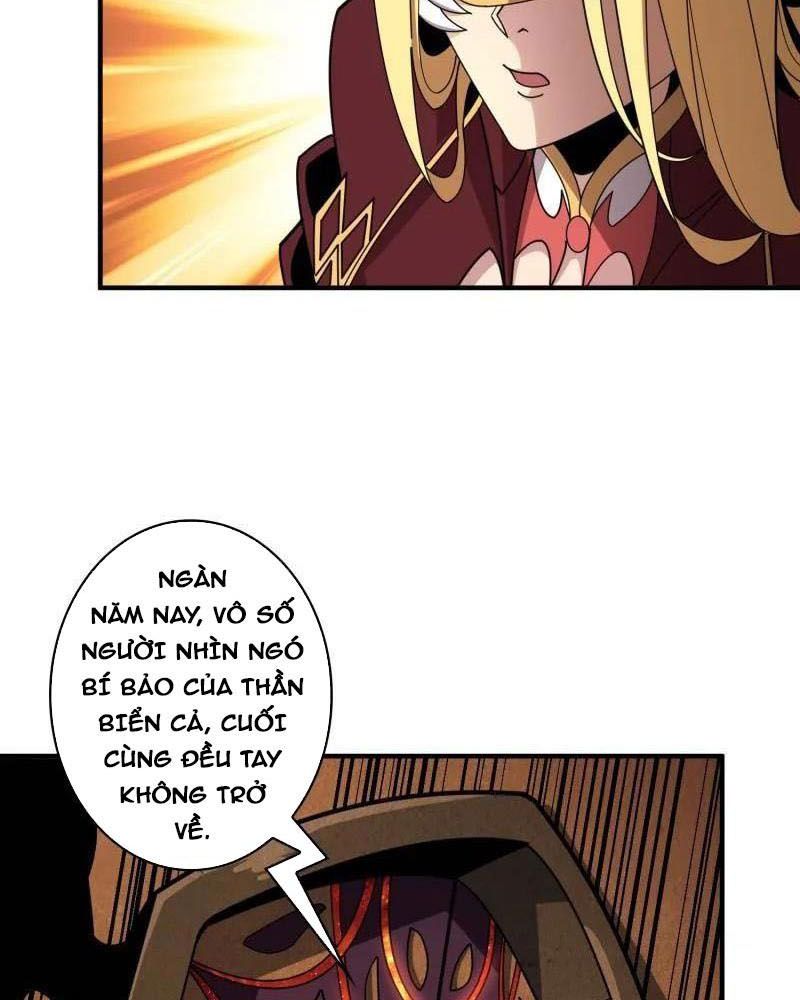 NGÀN
NĂM NAY, VÔ SỐ
NGƯỜI NHÌN NGÓ
BÍ BẢO CỦA THẦN
BIỂN CẢ, CUỐI
CÙNG ĐỀU TAY
KHÔNG TRỞ
VỀ.